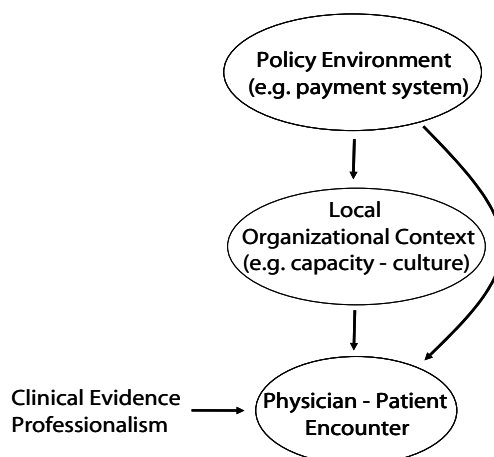 Policy Environment
(e.g. payment system)
Local
Organizational Context
(e.g. capacity - culture)
Clinical Evidence
Professionalism
Physician - Patient
Encounter